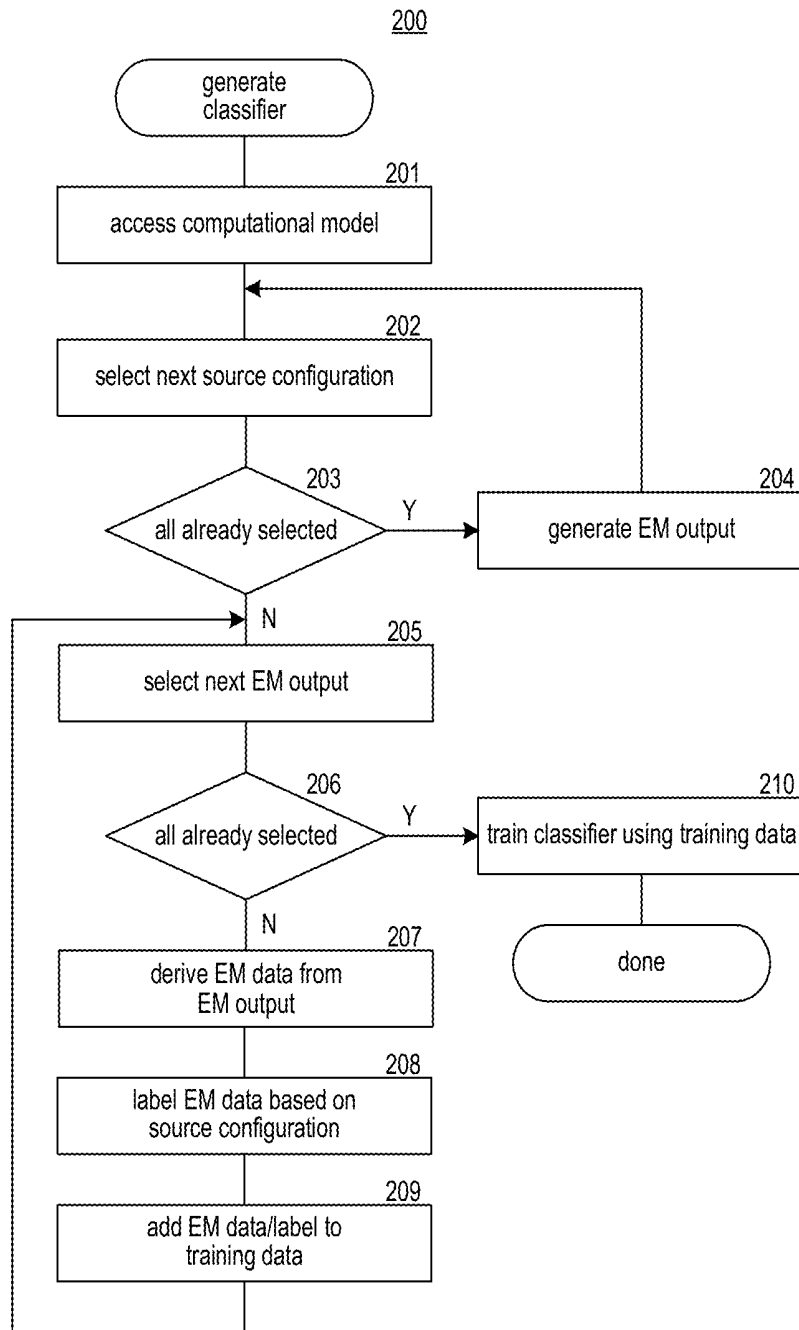 200
generate
classifier
201
access computational model
202
select next source configuration
203
all already selected
Y
204
generate EM output
N
205
select next EM output
206
all already selected
Y
210
train classifier using training data
N
207
derive EM data from
EM output
done
208
label EM data based on
source configuration
209
add EM data/label to
training data